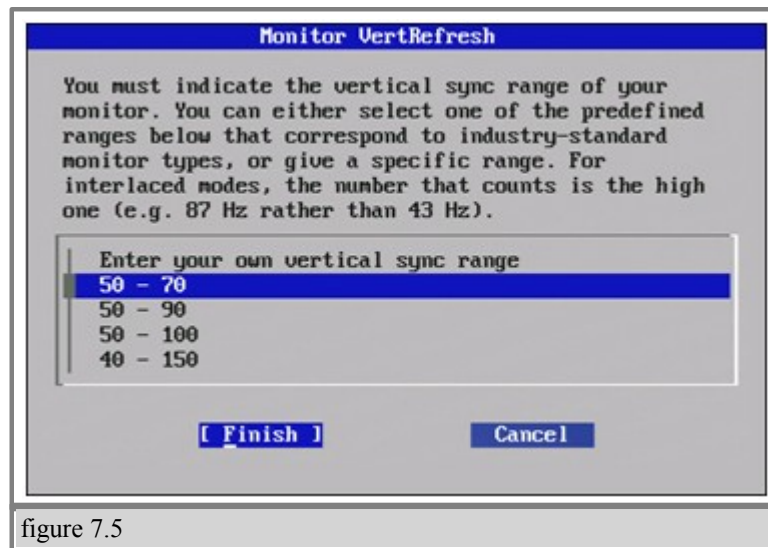 Monitor VertRefresh
You must indicate the vertical sync range of your
monitor. You can either select one of the predefined
ranges below that correspond to industry-standard
monitor types, or give a specific range. For
interlaced modes, the number that counts is the high
one (e.g. 87 Hz rather than 43 Hz).
Enter your own vertical sync range
50 - 70
50 - 90
50 - 100
40 - 150
[ Finish ] Cancel
figure 7.5